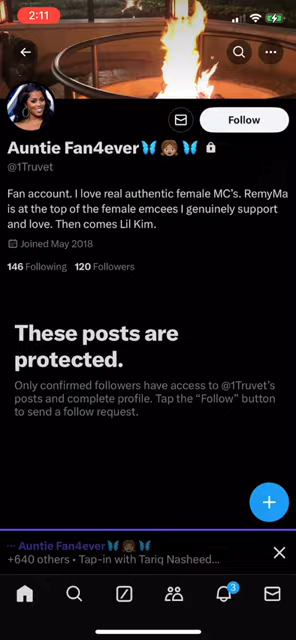 2:11
Follow
Auntie Fan4ever🦋👩🏽‍🦱🦋
@1Truvet
Fan account. I love real authentic female MC's. RemyMa
is at the top of the female emcees I genuinely support
and love. Then comes Lil Kim.
Joined May 2018
146 Following 120 Followers
These posts are
protected.
Only confirmed followers have access to @1Truvet's
posts and complete profile. Tap the “Follow” button
to send a follow request.
Auntie Fan4ever🦋👩🏽‍🦱🦋
+640 others • Tap-in with Tariq Nasheed...
3